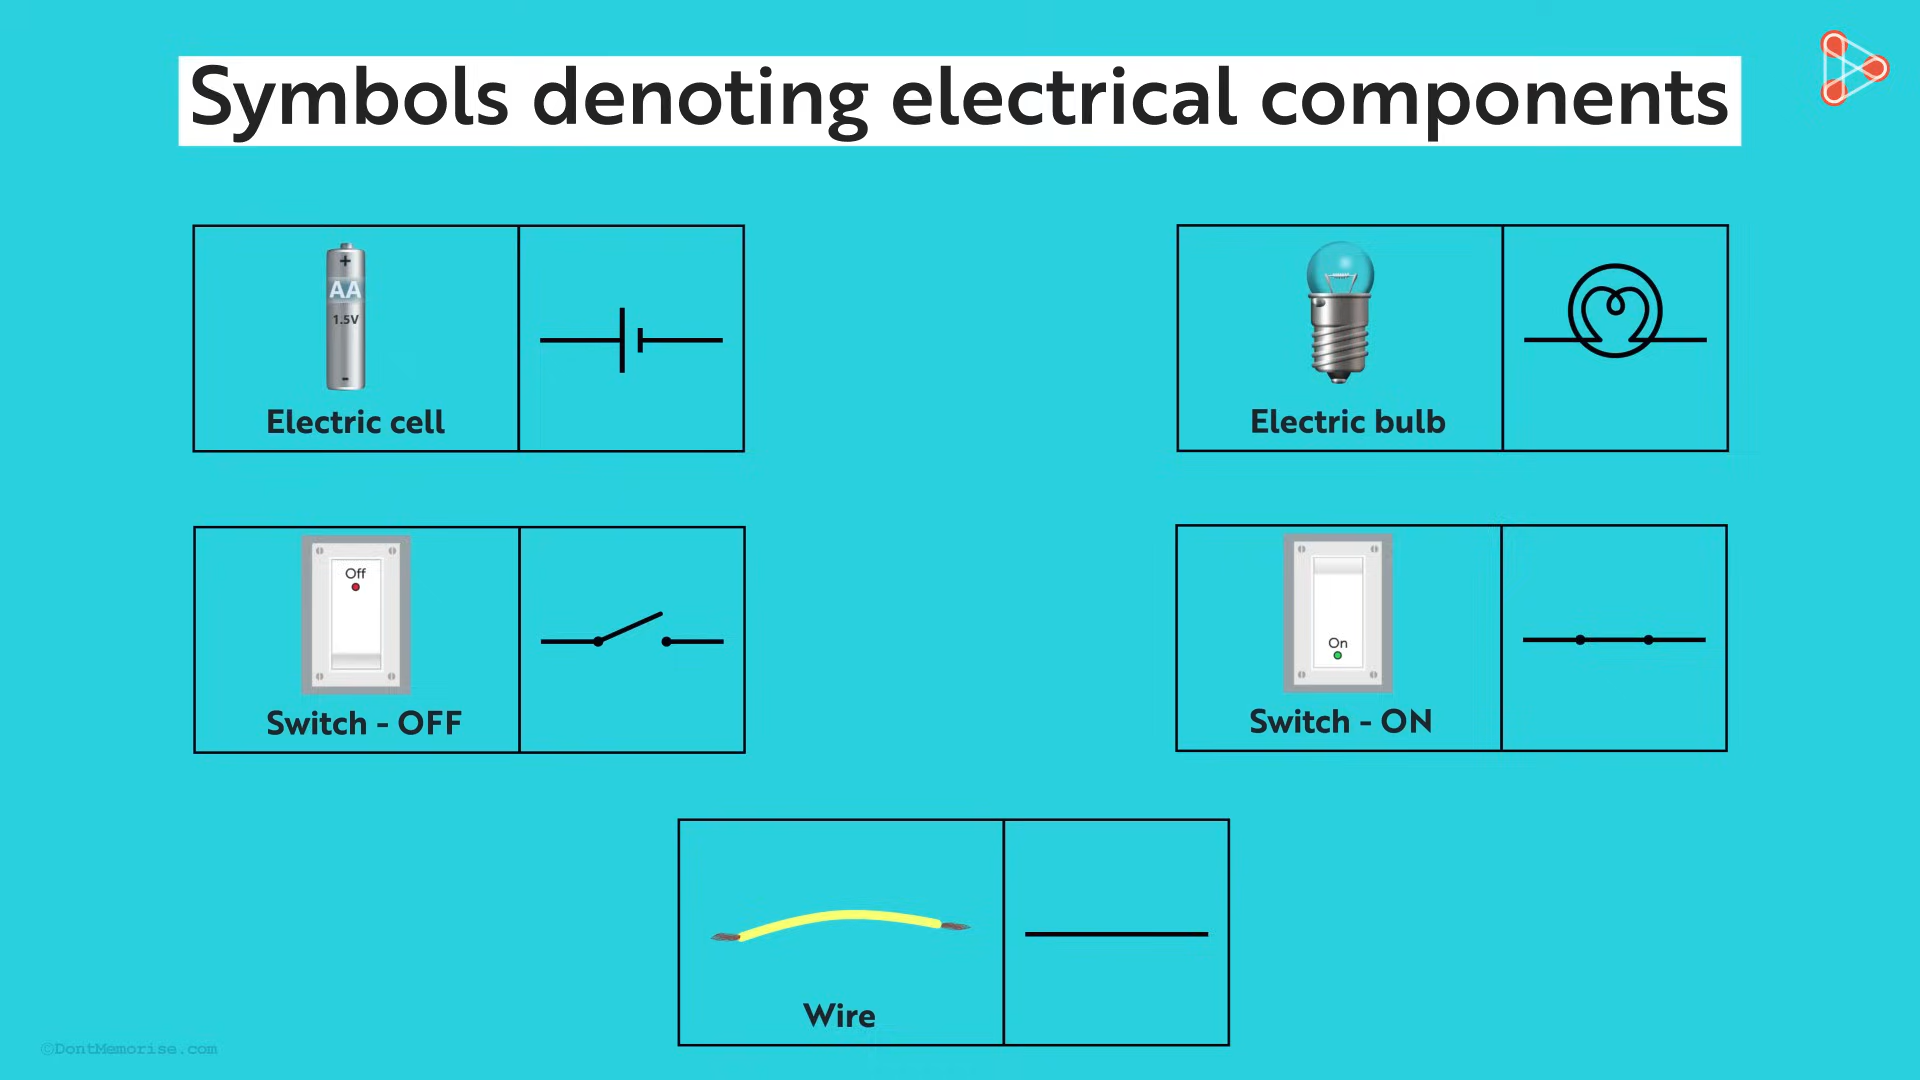 Symbols denoting electrical components
+
AA
1.5V
-
Electric cell
Electric bulb
Off
Switch - OFF
On
Switch - ON
Wire
©DontMemorise.com